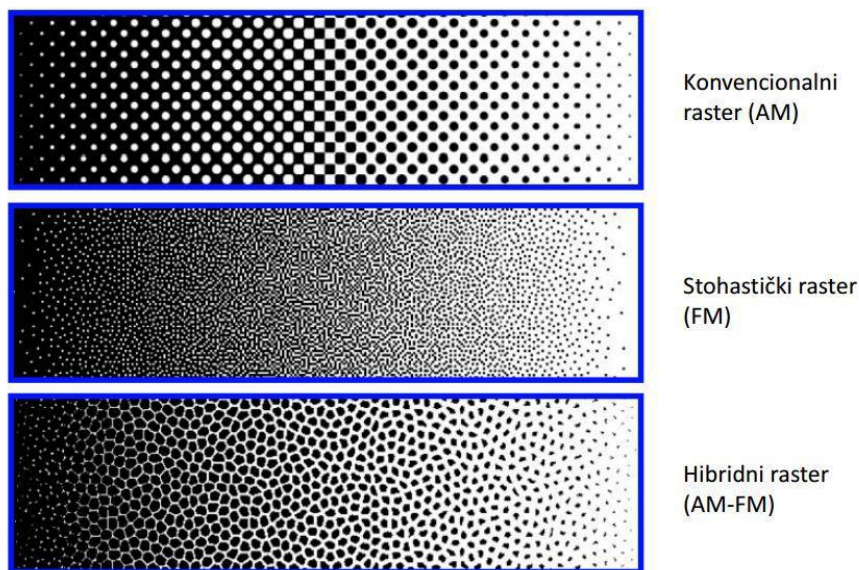 Konvencionalni
raster (AM)
Stohastički raster
(FM)
Hibridni raster
(AM-FM)